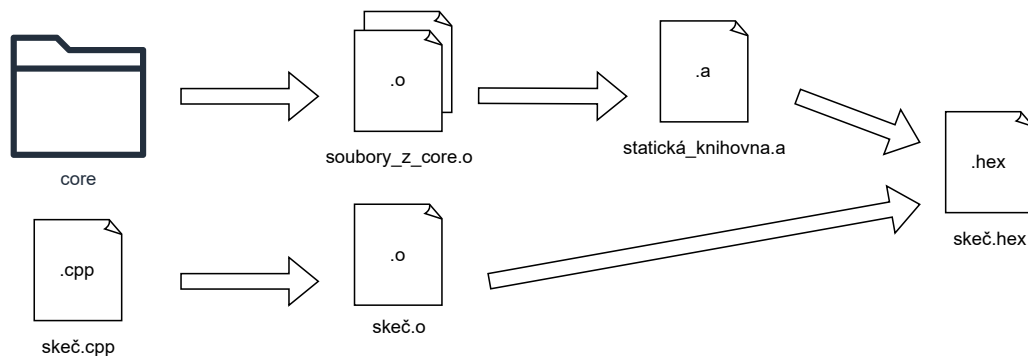 .o
.a
soubory_z_core.o
statická_knihovna.a
core
.hex
skeč.hex
.cpp
.o
skeč.o
skeč.cpp